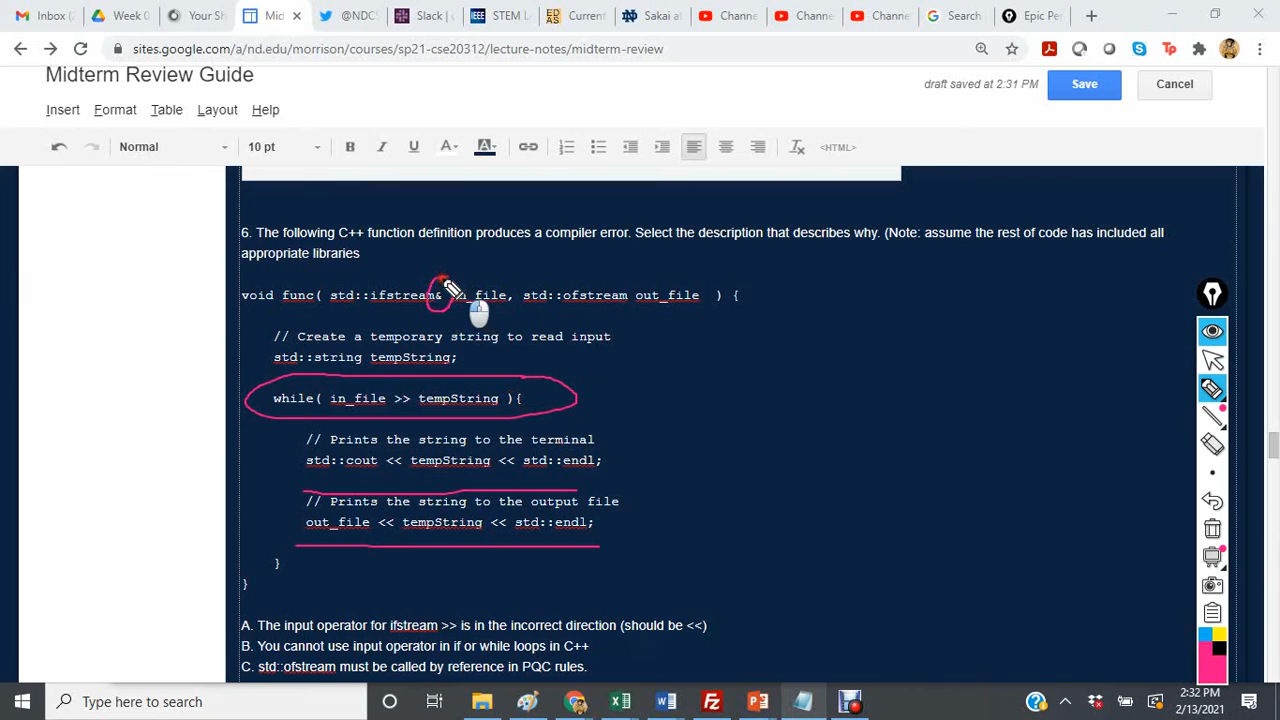 Inbox (
Week 0
Your Sh
Mid
@NDCS
Slack |
STEM L
Current
Sakai at
Chann
Chann
Chann
Search
Epic Pe
sites.google.com/a/nd.edu/morrison/courses/sp21-cse20312/lecture-notes/midterm-review
Midterm Review Guide
draft saved at 2:31 PM
Save
Cancel
Insert Format Table Layout Help
Normal 10 pt B I U A A <HTML>
6. The following C++ function definition produces a compiler error. Select the description that describes why. (Note: assume the rest of code has included all
appropriate libraries
void func( std::ifstream& in_file, std::ofstream out_file ) {
// Create a temporary string to read input
std::string tempString;
while( in_file >> tempString ){
// Prints the string to the terminal
std::cout << tempString << std::endl;
// Prints the string to the output file
out_file << tempString << std::endl;
}
}
A. The input operator for ifstream >> is in the incorrect direction (should be <<)
B. You cannot use input operator in if or while loops in C++
C. std::ofstream must be called by reference in PQC rules.
Type here to search
2:32 PM
2/13/2021